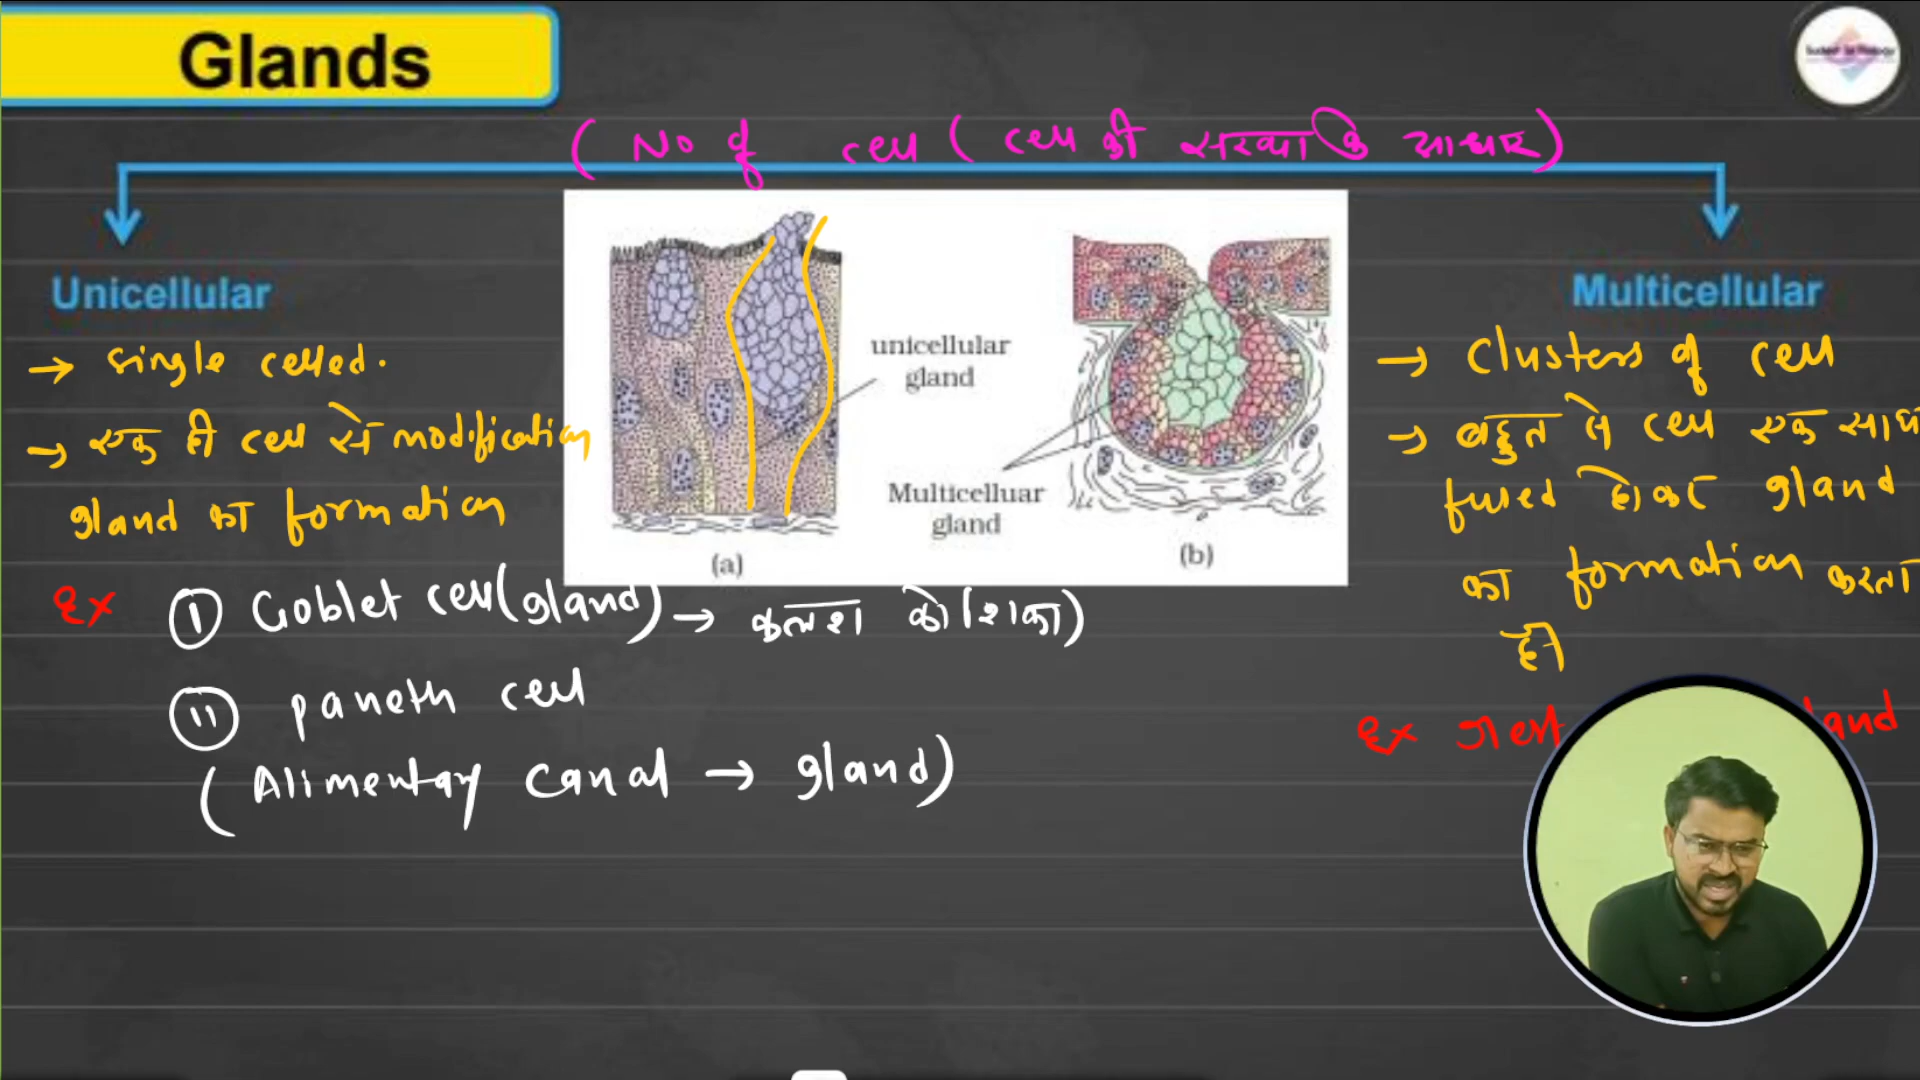 Glands
( No of cell ( cell की सख्या के आधार )
Unicellular
→ single celled.
→ एक ही cell से modification
gland का formation
Ex ① Goblet cell(gland) → कलश कोशिका)
② paneth cell
( Alimentary canal → gland)
unicellular
gland
Multicelluar
gland
(a)
(b)
Multicellular
→ Clusters of cell
→ बहुत से cell एक साथ
fused होकर gland
का formation करता
है।
Ex